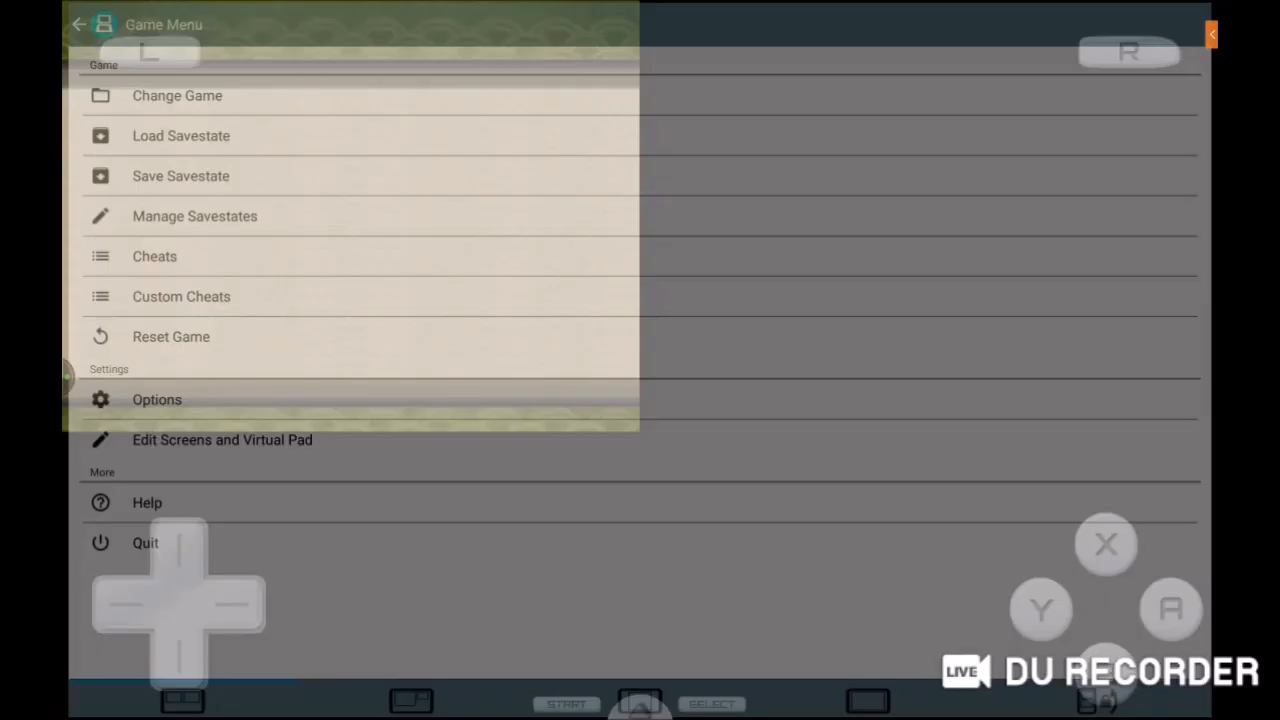 Game Menu
L
R
Game
Change Game
Load Savestate
Save Savestate
Manage Savestates
Cheats
Custom Cheats
Reset Game
Settings
Options
Edit Screens and Virtual Pad
More
Help
Quit
X
Y
A
LIVE DU RECORDER
START
SELECT